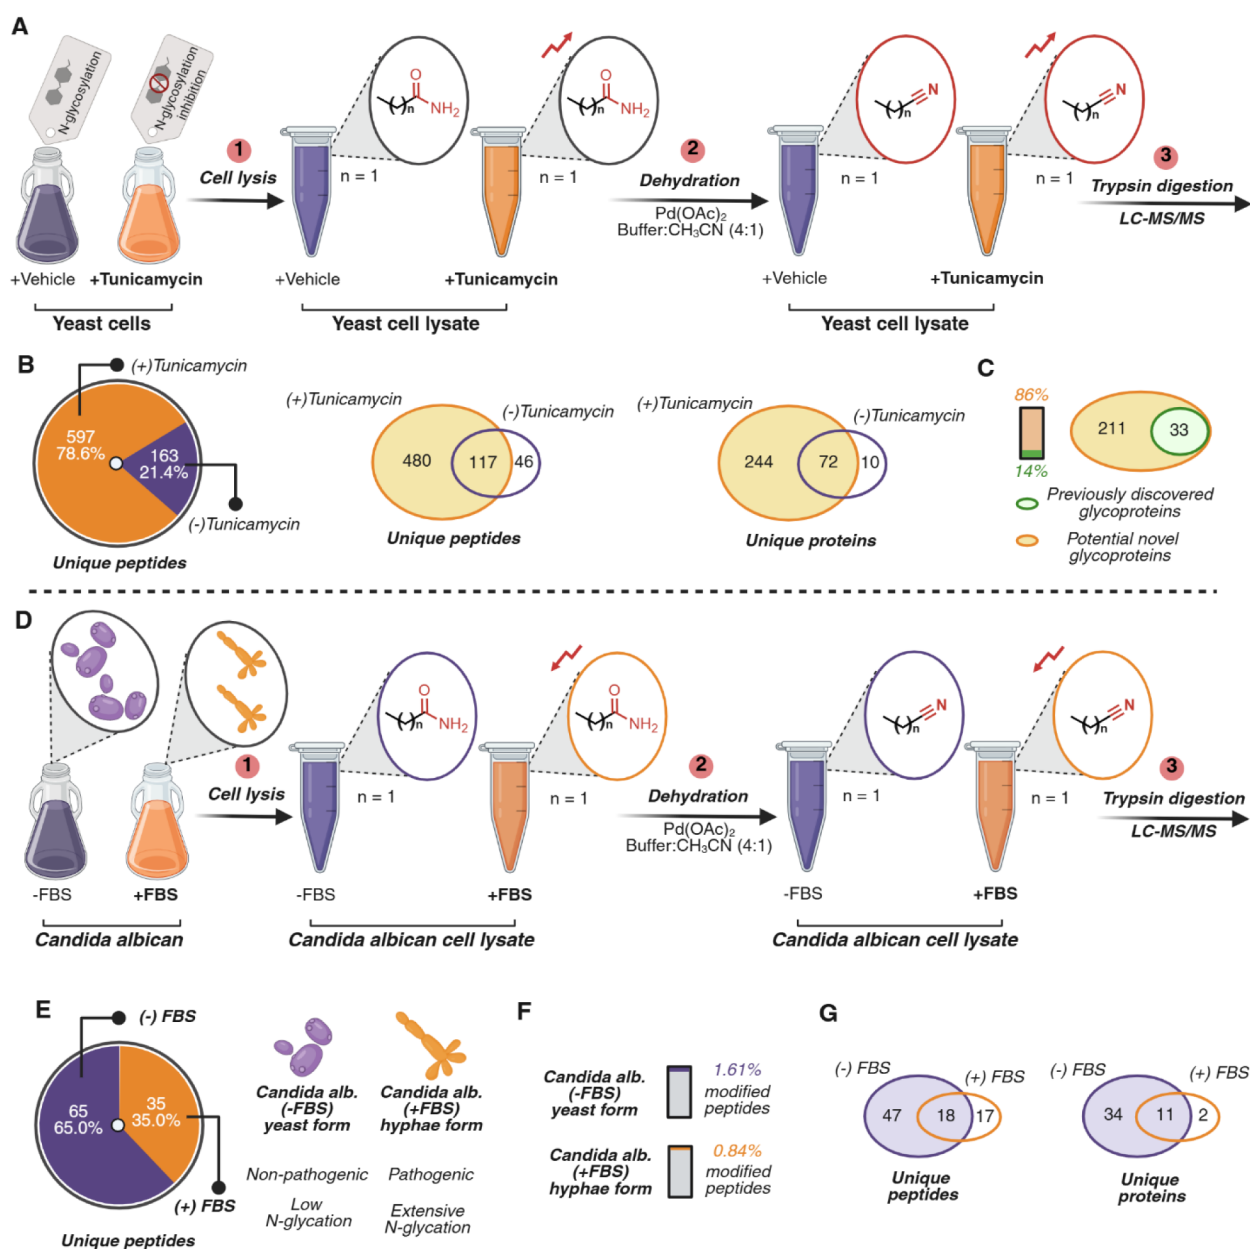 A
N-glycosylation
N-glycosylation
inhibition
1
Cell lysis
O
( )n
NH2
n = 1
O
( )n
NH2
n = 1
2
Dehydration
Pd(OAc)2
Buffer:CH3CN (4:1)
N
( )n
n = 1
N
( )n
n = 1
3
Trypsin digestion
LC-MS/MS
+Vehicle
+Tunicamycin
+Vehicle
+Tunicamycin
+Vehicle
+Tunicamycin
Yeast cells
Yeast cell lysate
Yeast cell lysate
B
(+)Tunicamycin
597
78.6%
163
21.4%
(-)Tunicamycin
Unique peptides
(+)Tunicamycin
(-)Tunicamycin
480
117
46
Unique peptides
(+)Tunicamycin
(-)Tunicamycin
244
72
10
Unique proteins
C
86%
14%
211
33
Previously discovered
glycoproteins
Potential novel
glycoproteins
D
1
Cell lysis
O
( )n
NH2
n = 1
O
( )n
NH2
n = 1
2
Dehydration
Pd(OAc)2
Buffer:CH3CN (4:1)
N
( )n
n = 1
N
( )n
n = 1
3
Trypsin digestion
LC-MS/MS
-FBS
+FBS
-FBS
+FBS
-FBS
+FBS
Candida albican
Candida albican cell lysate
Candida albican cell lysate
E
(-) FBS
65
65.0%
35
35.0%
(+) FBS
Unique peptides
Candida alb.
(-FBS)
yeast form
Non-pathogenic
Low
N-glycation
Candida alb.
(+FBS)
hyphae form
Pathogenic
Extensive
N-glycation
F
Candida alb.
(-FBS)
yeast form
1.61%
modified
peptides
Candida alb.
(+FBS)
hyphae form
0.84%
modified
peptides
G
(-) FBS
(+) FBS
47
18
17
Unique
peptides
(-) FBS
(+) FBS
34
11
2
Unique
proteins